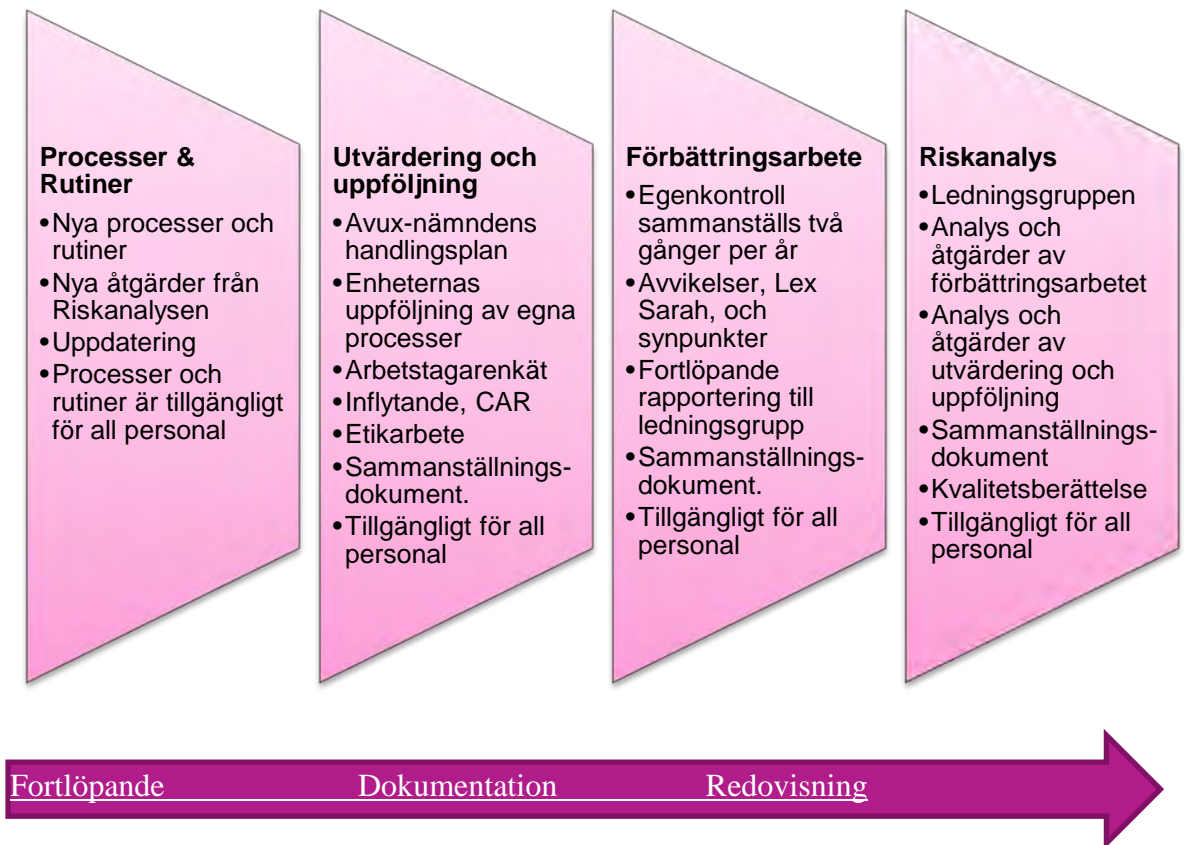 Processer &
Rutiner
•Nya processer och
rutiner
•Nya åtgärder från
Riskanalysen
•Uppdatering
•Processer och
rutiner är tillgängligt
för all personal
Utvärdering och
uppföljning
•Avux-nämndens
handlingsplan
•Enheternas
uppföljning av egna
processer
•Arbetstagarenkät
•Inflytande, CAR
•Etikarbete
•Sammanställnings-
dokument.
•Tillgängligt för all
personal
Förbättringsarbete
•Egenkontroll
sammanställs två
gånger per år
•Avvikelser, Lex
Sarah, och
synpunkter
•Fortlöpande
rapportering till
ledningsgrupp
•Sammanställnings-
dokument.
•Tillgängligt för all
personal
Riskanalys
•Ledningsgruppen
•Analys och
åtgärder av
förbättringsarbetet
•Analys och
åtgärder av
utvärdering och
uppföljning
•Sammanställnings-
dokument
•Kvalitetsberättelse
•Tillgängligt för all
personal
Fortlöpande Dokumentation Redovisning